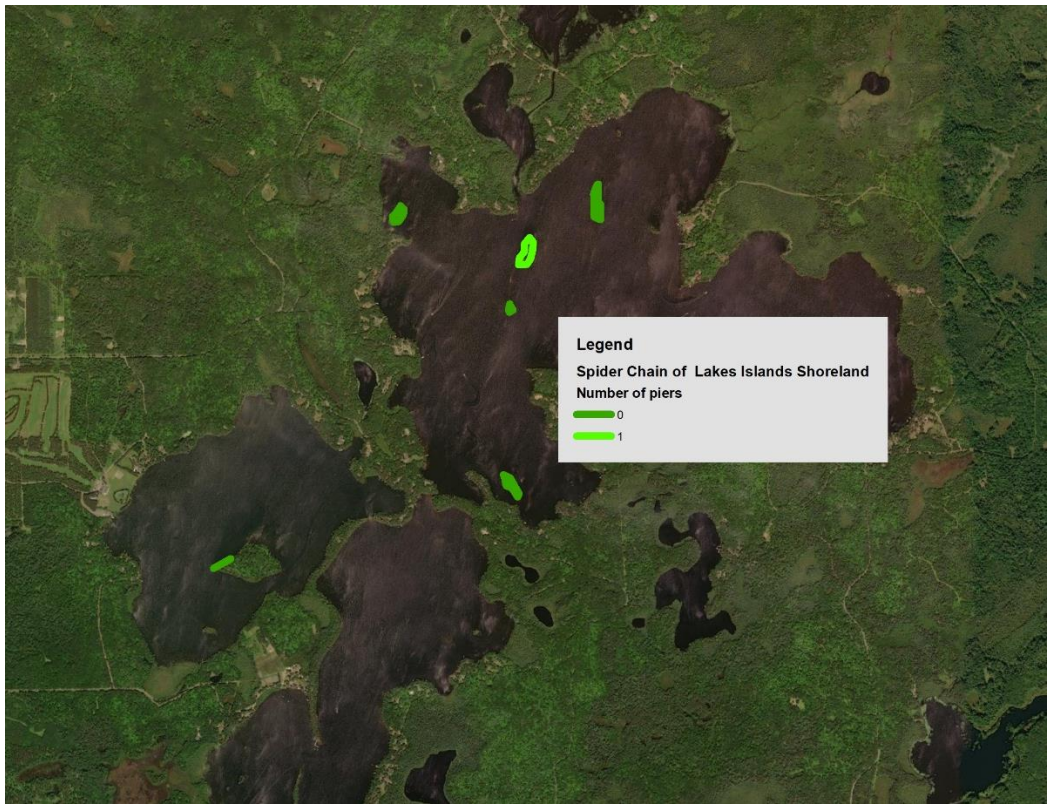 Legend
Spider Chain of Lakes Islands Shoreland
Number of piers
0
1